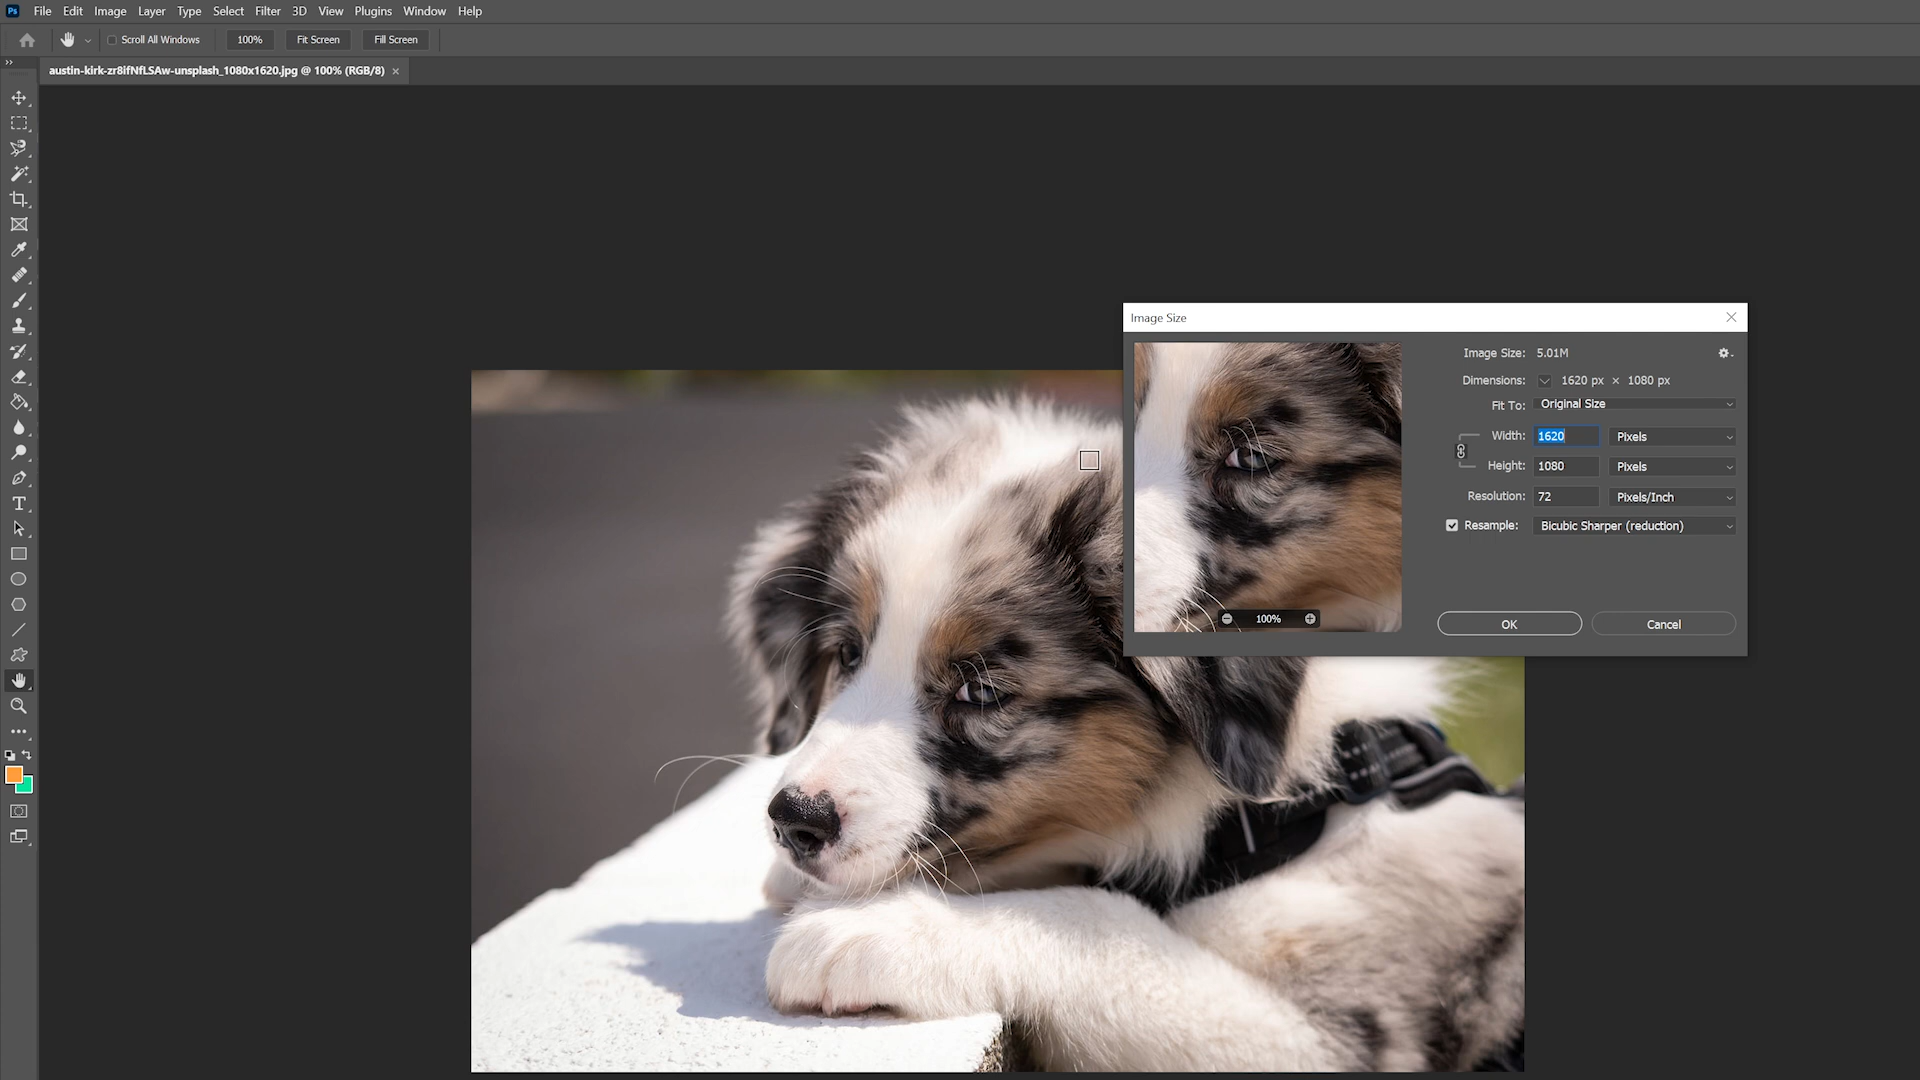 Ps File Edit Image Layer Type Select Filter 3D View Plugins Window Help
Scroll All Windows 100% Fit Screen Fill Screen
austin-kirk-zr8ifNfLSAw-unsplash_1080x1620.jpg @ 100% (RGB/8) ×
Image Size
Image Size: 5.01M
Dimensions: 1620 px × 1080 px
Fit To: Original Size
Width: 1620 Pixels
Height: 1080 Pixels
Resolution: 72 Pixels/Inch
Resample: Bicubic Sharper (reduction)
100%
OK Cancel